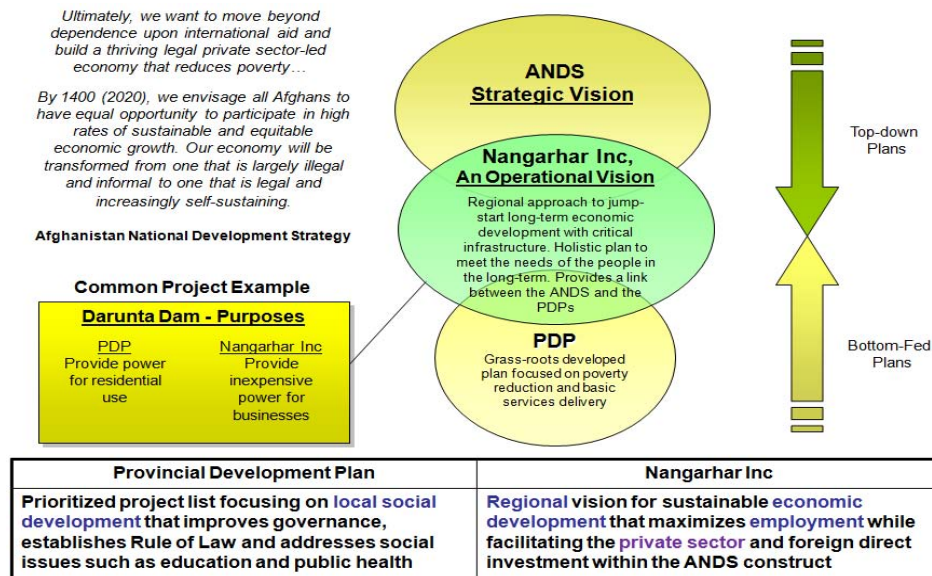 Ultimately, we want to move beyond
dependence upon international aid and
build a thriving legal private sector-led
economy that reduces poverty…
By 1400 (2020), we envisage all Afghans to
have equal opportunity to participate in high
rates of sustainable and equitable
economic growth. Our economy will be
transformed from one that is largely illegal
and informal to one that is legal and
increasingly self-sustaining.
Afghanistan National Development Strategy
Common Project Example
Darunta Dam - Purposes
PDP
Provide power
for residential
use
Nangarhar Inc
Provide
inexpensive
power for
businesses
ANDS
Strategic Vision
Nangarhar Inc,
An Operational Vision
Regional approach to jump-
start long-term economic
development with critical
infrastructure. Holistic plan to
meet the needs of the people in
the long-term. Provides a link
between the ANDS and the
PDPs
PDP
Grass-roots developed
plan focused on poverty
reduction and basic
services delivery
Top-down
Plans
Bottom-Fed
Plans
Provincial Development Plan
Prioritized project list focusing on local social
development that improves governance,
establishes Rule of Law and addresses social
issues such as education and public health
Nangarhar Inc
Regional vision for sustainable economic
development that maximizes employment while
facilitating the private sector and foreign direct
investment within the ANDS construct